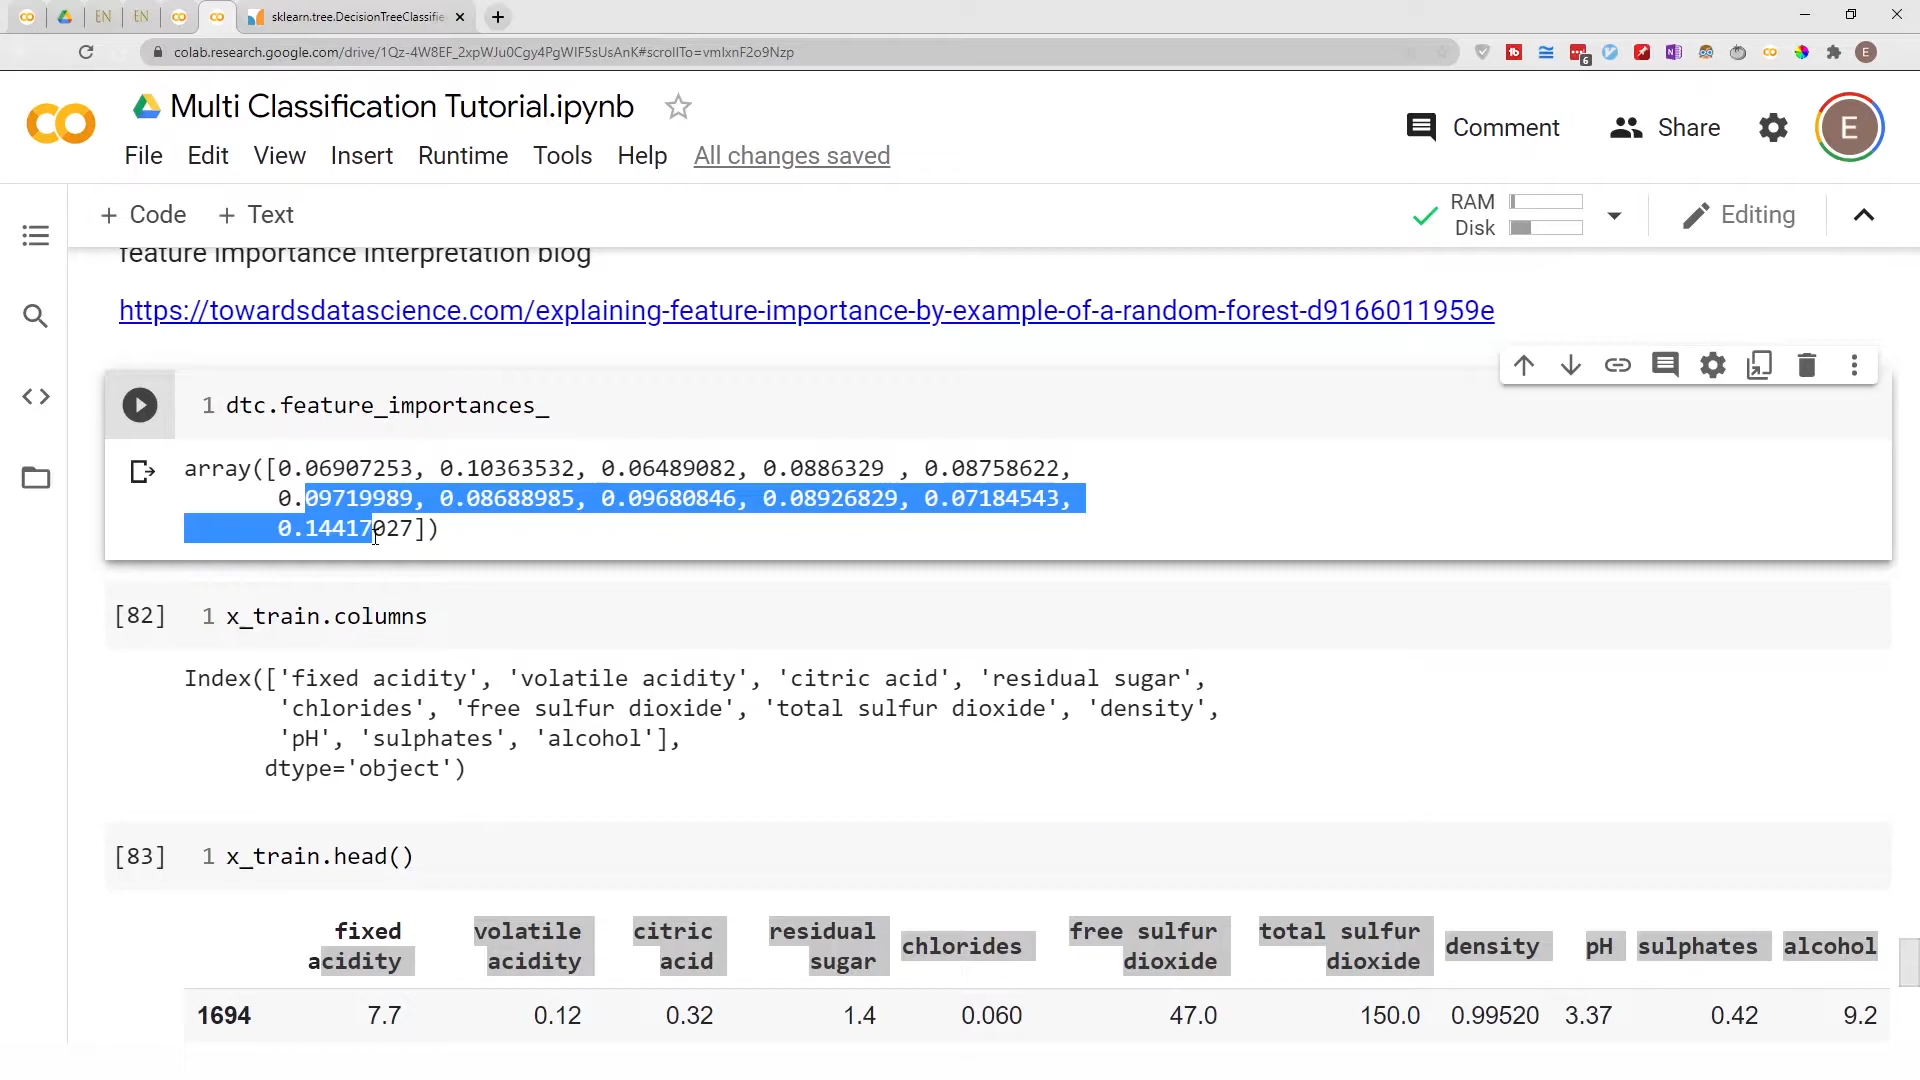 EN
EN
sklearn.tree.DecisionTreeClassifie
colab.research.google.com/drive/1Qz-4W8EF_2xpWJu0Cgy4PgWIF5sUsAnK#scrollTo=vmIxnF2o9Nzp
6
E
CO
Multi Classification Tutorial.ipynb
Comment
Share
E
File Edit View Insert Runtime Tools Help All changes saved
+ Code + Text
RAM
Disk
Editing
feature importance interpretation blog
https://towardsdatascience.com/explaining-feature-importance-by-example-of-a-random-forest-d9166011959e
1 dtc.feature_importances_
array([0.06907253, 0.10363532, 0.06489082, 0.0886329 , 0.08758622,
0.09719989, 0.08688985, 0.09680846, 0.08926829, 0.07184543,
0.14417027])
[82] 1 x_train.columns
Index(['fixed acidity', 'volatile acidity', 'citric acid', 'residual sugar',
'chlorides', 'free sulfur dioxide', 'total sulfur dioxide', 'density',
'pH', 'sulphates', 'alcohol'],
dtype='object')
[83] 1 x_train.head()
fixed volatile citric residual free sulfur total sulfur
acidity acidity acid sugar chlorides dioxide dioxide density pH sulphates alcohol
1694 7.7 0.12 0.32 1.4 0.060 47.0 150.0 0.99520 3.37 0.42 9.2